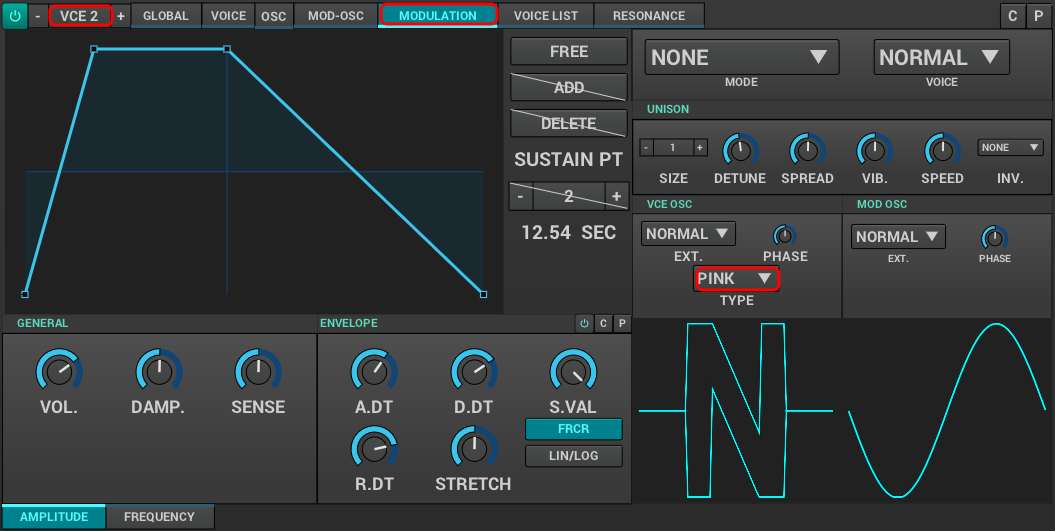 - VCE 2 + GLOBAL VOICE OSC MOD-OSC MODULATION VOICE LIST RESONANCE C P
FREE
ADD
DELETE
SUSTAIN PT
- 2 +
12.54 SEC
NONE NORMAL
MODE VOICE
UNISON
- 1 + NONE
SIZE DETUNE SPREAD VIB. SPEED INV.
VCE OSC MOD OSC
NORMAL NORMAL
EXT. PHASE EXT. PHASE
PINK
TYPE
GENERAL ENVELOPE C P
VOL. DAMP. SENSE A.DT D.DT S.VAL
FRCR
LIN/LOG
R.DT STRETCH
AMPLITUDE FREQUENCY
N